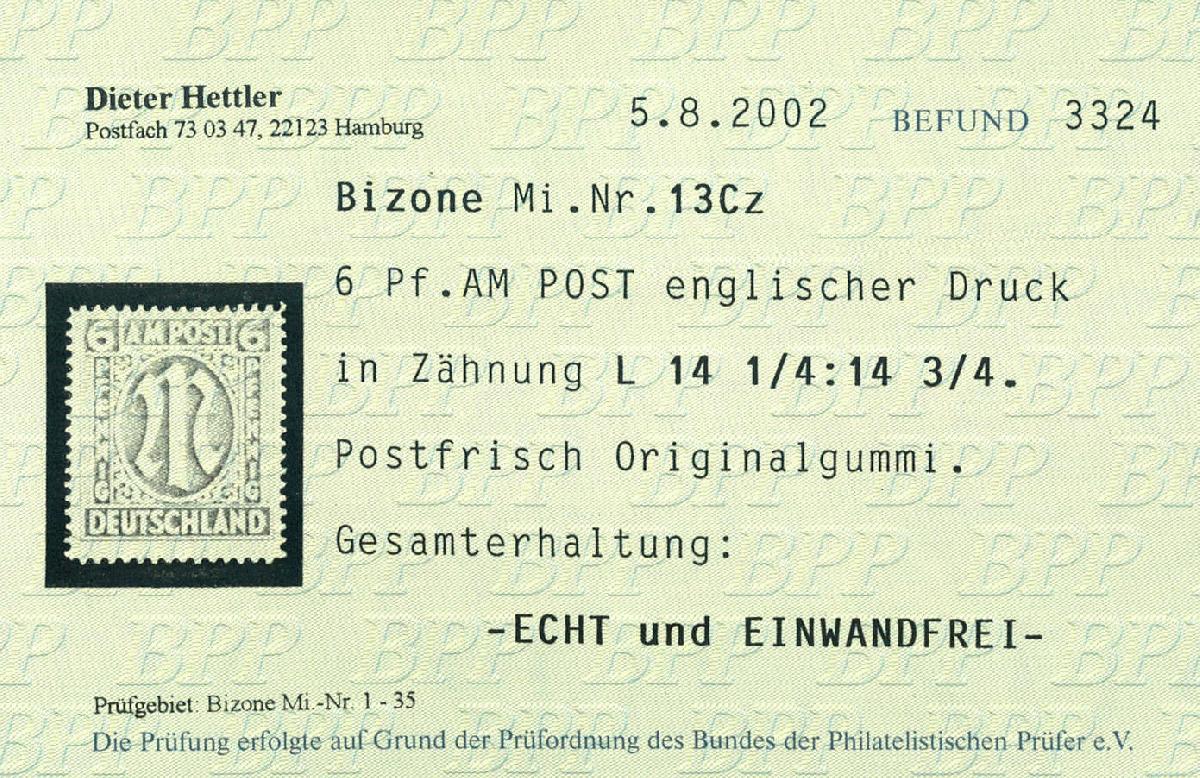 Dieter Hettler
Postfach 73 03 47, 22123 Hamburg
5.8.2002 BEFUND 3324
Bizone Mi.Nr.13Cz
6 Pf.AM POST englischer Druck
in Zähnung L 14 1/4:14 3/4.
Postfrisch Originalgummi.
Gesamterhaltung:
-ECHT und EINWANDFREI-
6 AM POST 6
PFENNIG
PFENNIG
DEUTSCHLAND
Prüfgebiet: Bizone Mi.-Nr. 1 - 35
Die Prüfung erfolgte auf Grund der Prüfordnung des Bundes der Philatelistischen Prüfer e.V.
BPP